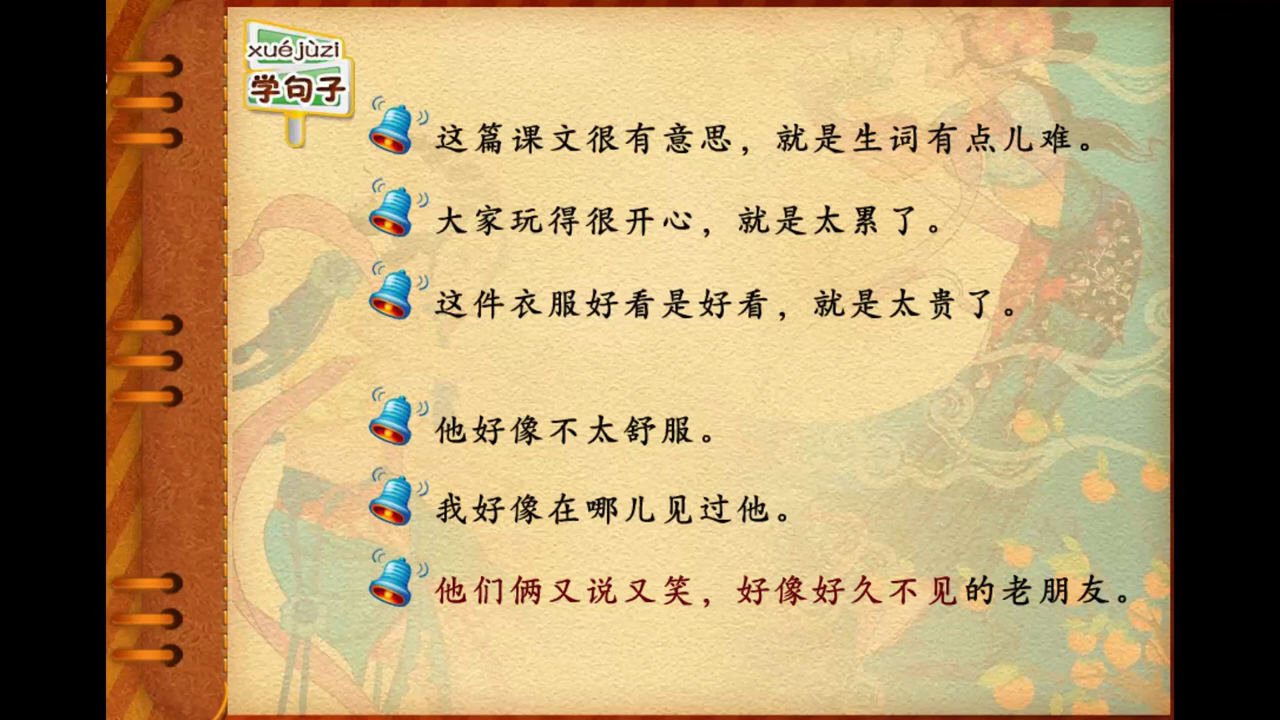 xuéjùzi
学句子
这篇课文很有意思，就是生词有点儿难。
大家玩得很开心，就是太累了。
这件衣服好看是好看，就是太贵了。
他好像不太舒服。
我好像在哪儿见过他。
他们俩又说又笑，好像好久不见的老朋友。